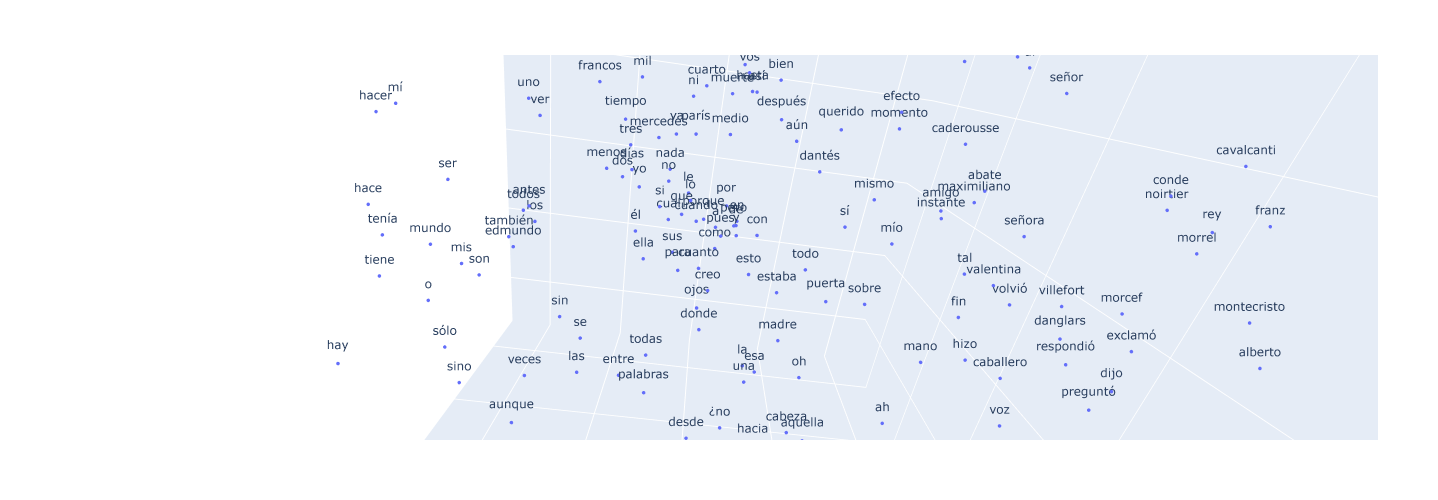 vos
bien
francos
mil
cuarto
señor
uno
ni
muerto
mí
hacer
ver
tiempo
después
efecto
querido
momento
ya
parís
medio
mercedes
tres
aún
caderousse
menos
días
nada
dantés
cavalcanti
dos
yo
no
ser
le
abate
conde
hace
antes
todos
si
lo
por
mismo
maximiliano
amigo
noirtier
los
que
porque
instante
tenía
también
él
cuando
pues
y
con
sí
señora
rey
franz
mundo
edmundo
como
mío
mis
ella
sus
morrel
tiene
son
para
cuanto
esto
todo
tal
valentina
o
creo
estaba
puerta
sobre
volvió
villefort
ojos
sin
fin
morcef
montecristo
se
donde
madre
danglars
exclamó
sólo
todas
la
mano
hizo
respondió
hay
las
entre
esa
alberto
sino
veces
palabras
una
oh
caballero
dijo
preguntó
aunque
desde
¿no
hacia
cabeza
aquella
ah
voz